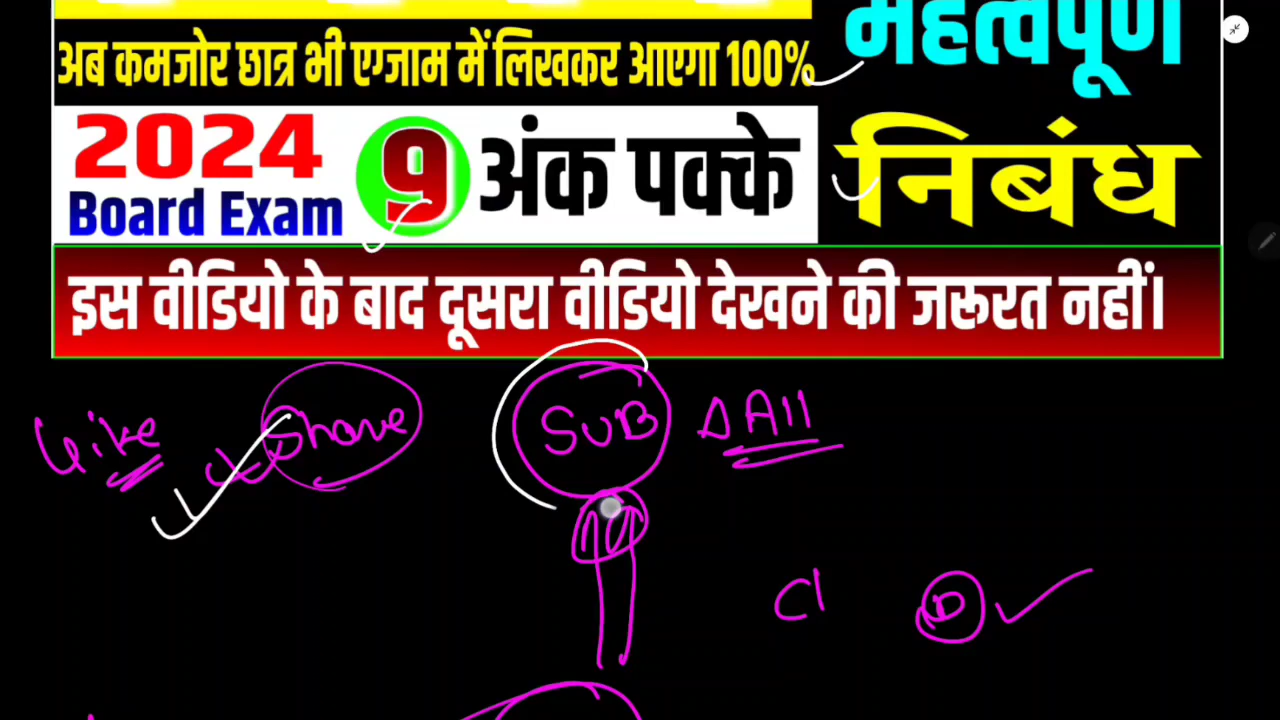 महत्वपूर्ण
अब कमजोर छात्र भी एग्जाम में लिखकर आएगा 100%
2024
Board Exam
9 अंक पक्के
निबंध
इस वीडियो के बाद दूसरा वीडियो देखने की जरूरत नहीं।
Like Share SUB All